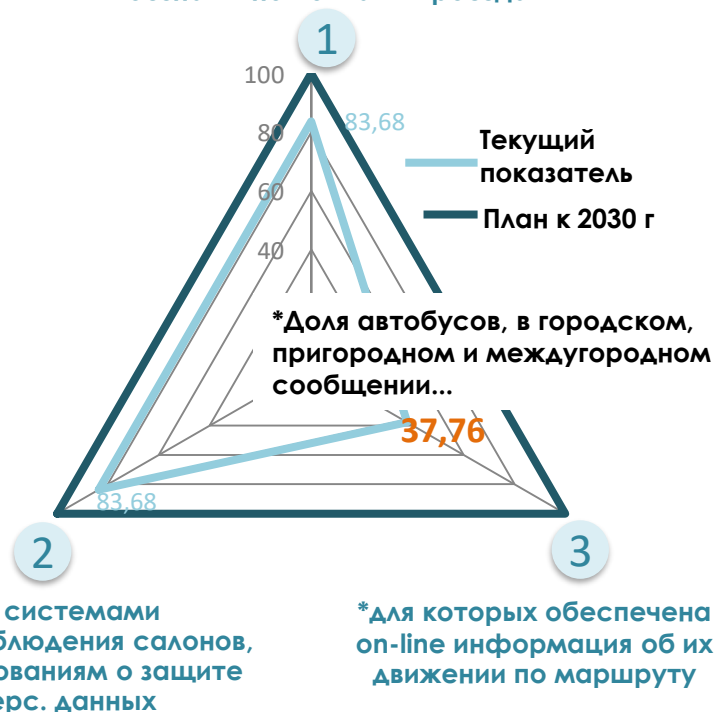 1
100
83,68
80
Текущий
показатель
60
План к 2030 г
40
*Доля автобусов, в городском,
пригородном и междугородном
сообщении...
37,76
83,68
2
3
системами
блюдения салонов,
ованиям о защите
ерс. данных
*для которых обеспечена
on-line информация об их
движении по маршруту